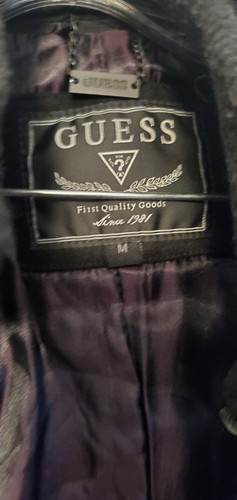 GUESS
GUESS
?
First Quality Goods
Since 1981
M